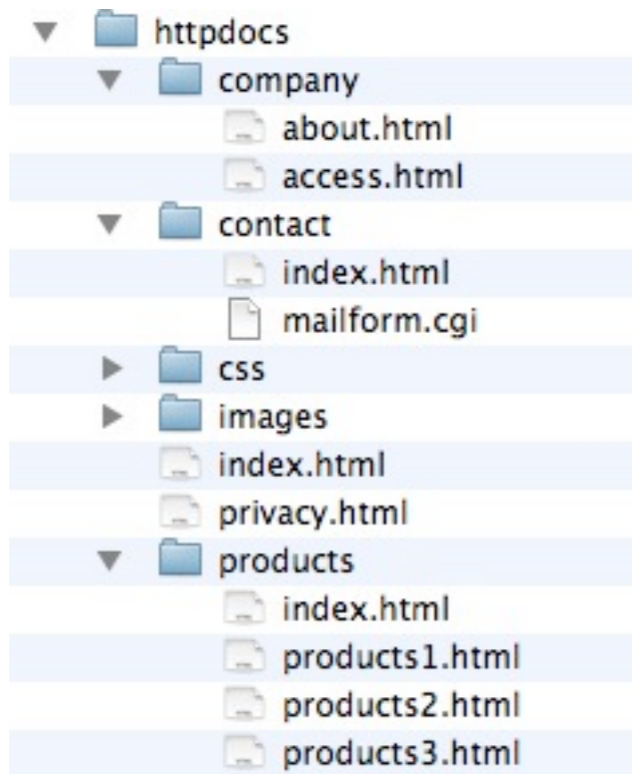 httpdocs
company
about.html
access.html
contact
index.html
mailform.cgi
css
images
index.html
privacy.html
products
index.html
products1.html
products2.html
products3.html